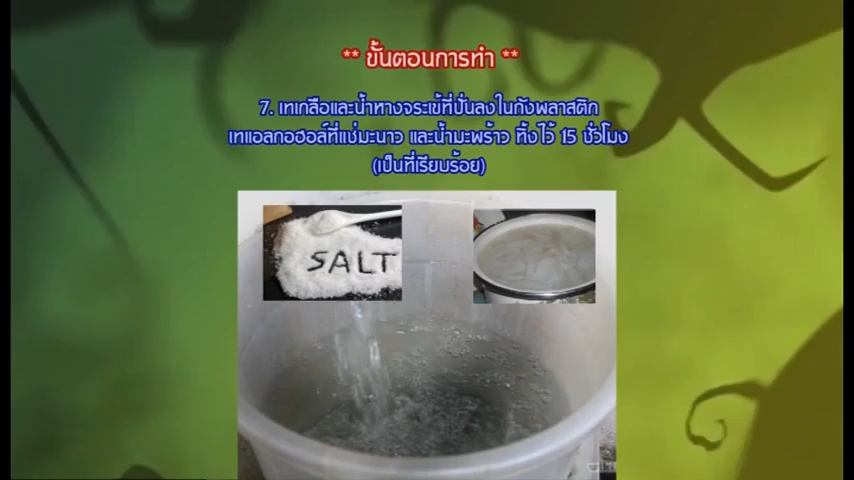 ** ขั้นตอนการทำ **
7. เทเกลือและน้ำหางจระเข้ที่ปั่นลงในถังพลาสติก
เทแอลกอฮอล์ที่แช่มะนาว และน้ำมะพร้าว ทิ้งไว้ 15 ชั่วโมง
(เป็นที่เรียบร้อย)
SALT